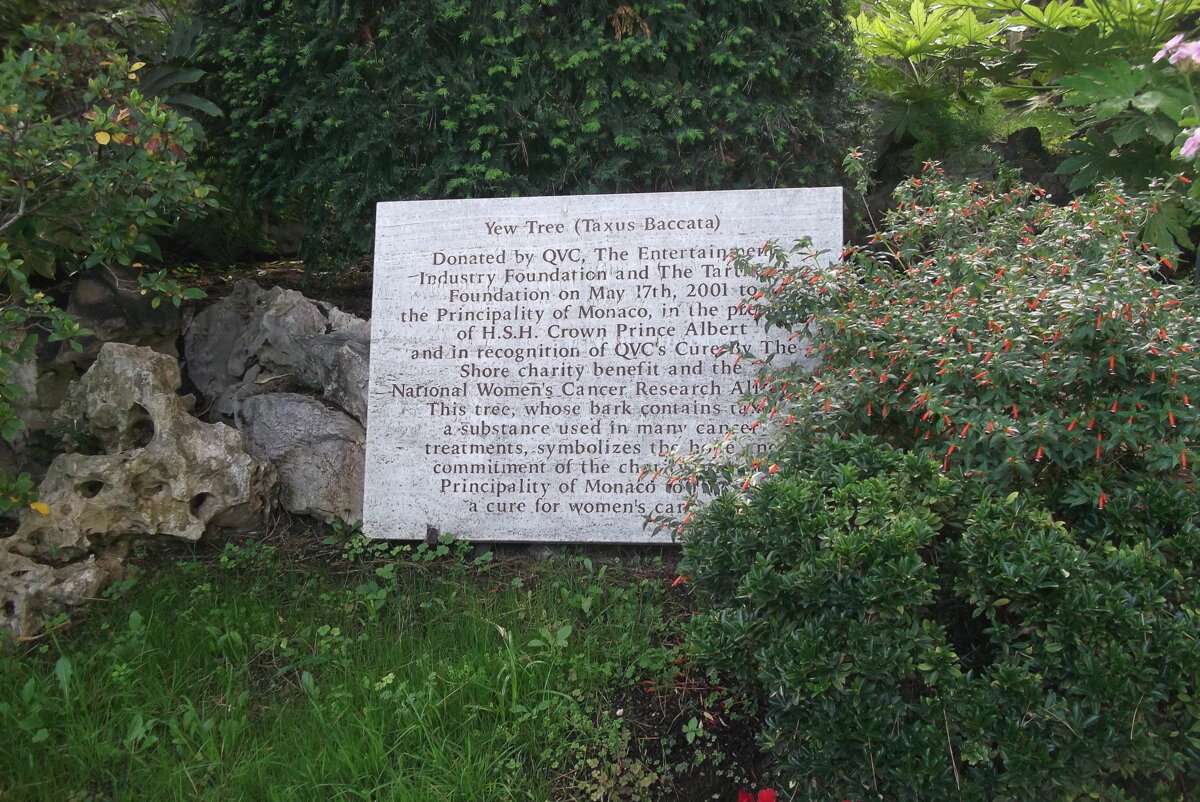 Yew Tree (Taxus Baccata)
Donated by QVC, The Entertainment
Industry Foundation and The
Foundation on May 17th, 2001 to
the Principality of Monaco, in the
of H.S.H. Crown Prince Albert
and in recognition of QVC's Cure By The
Shore charity benefit and the
National Women's Cancer Research
This tree, whose bark contains
a substance used in many cancer
treatments, symbolizes the hope and
commitment of the
Principality of Monaco
a cure for women's